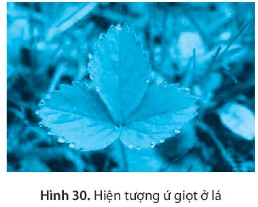 Hình 30. Hiện tượng ứ giọt ở lá